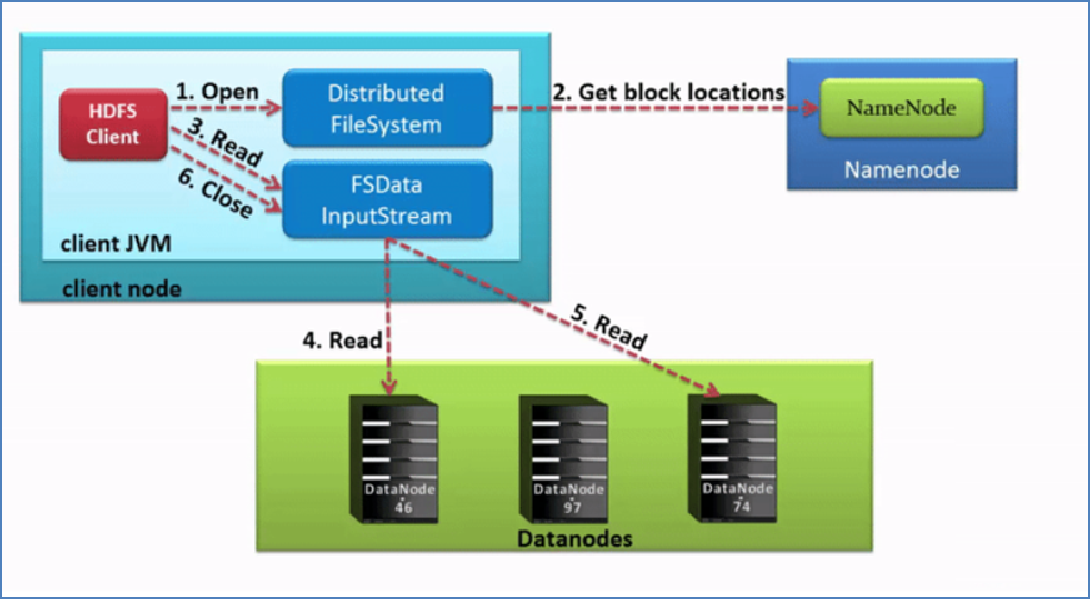 HDFS
Client
1. Open
Distributed
FileSystem
2. Get block locations
NameNode
Namenode
3. Read
6. Close
FSData
InputStream
client JVM
client node
4. Read
5. Read
DataNode
46
DataNode
97
DataNode
74
Datanodes